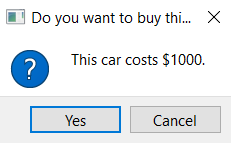 Do you want to buy thi...
?
This car costs $1000.
Yes
Cancel